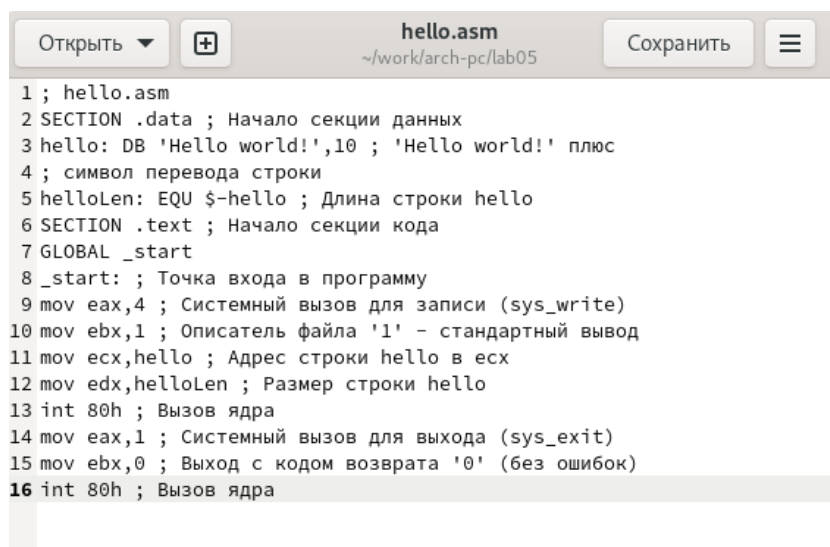 Открыть
hello.asm
~/work/arch-pc/lab05
Сохранить
1 ; hello.asm
2 SECTION .data ; Начало секции данных
3 hello: DB 'Hello world!',10 ; 'Hello world!' плюс
4 ; символ перевода строки
5 helloLen: EQU $-hello ; Длина строки hello
6 SECTION .text ; Начало секции кода
7 GLOBAL _start
8 _start: ; Точка входа в программу
9 mov eax,4 ; Системный вызов для записи (sys_write)
10 mov ebx,1 ; Описатель файла '1' - стандартный вывод
11 mov ecx,hello ; Адрес строки hello в ecx
12 mov edx,helloLen ; Размер строки hello
13 int 80h ; Вызов ядра
14 mov eax,1 ; Системный вызов для выхода (sys_exit)
15 mov ebx,0 ; Выход с кодом возврата '0' (без ошибок)
16 int 80h ; Вызов ядра